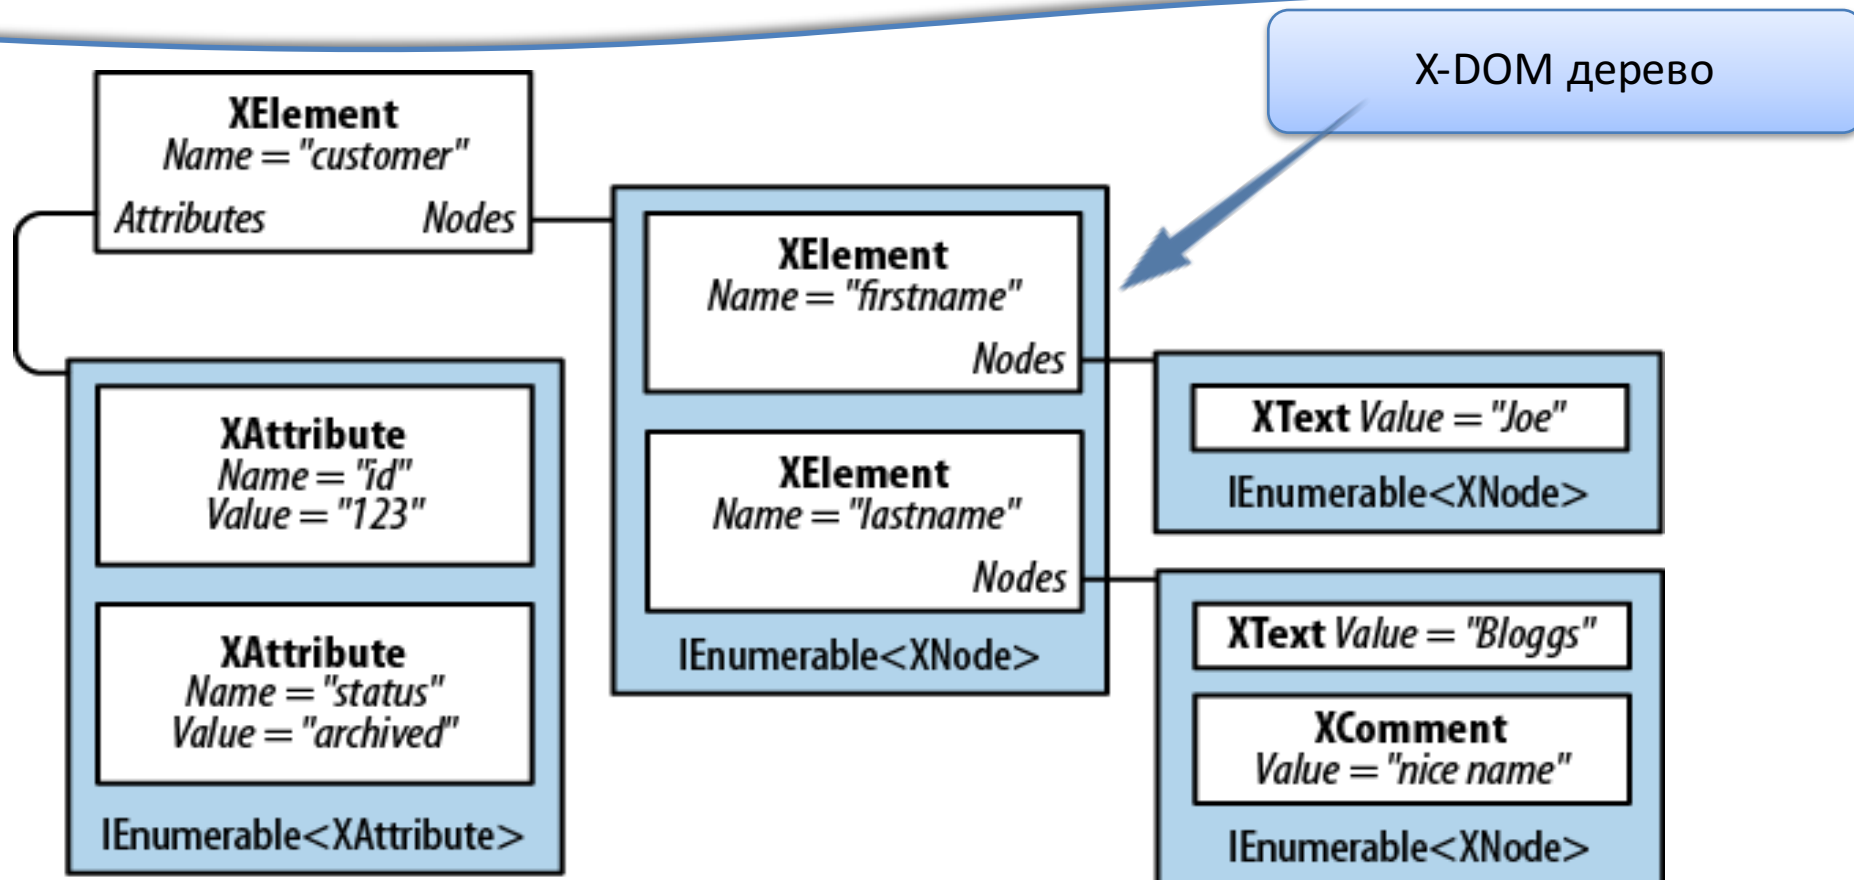 X-DOM дерево
XElement
Name = "customer"
Attributes Nodes
XElement
Name = "firstname"
Nodes
XElement
Name = "lastname"
Nodes
IEnumerable<XNode>
XAttribute
Name = "id"
Value = "123"
XAttribute
Name = "status"
Value = "archived"
IEnumerable<XAttribute>
XText Value = "Joe"
IEnumerable<XNode>
XText Value = "Bloggs"
XComment
Value = "nice name"
IEnumerable<XNode>